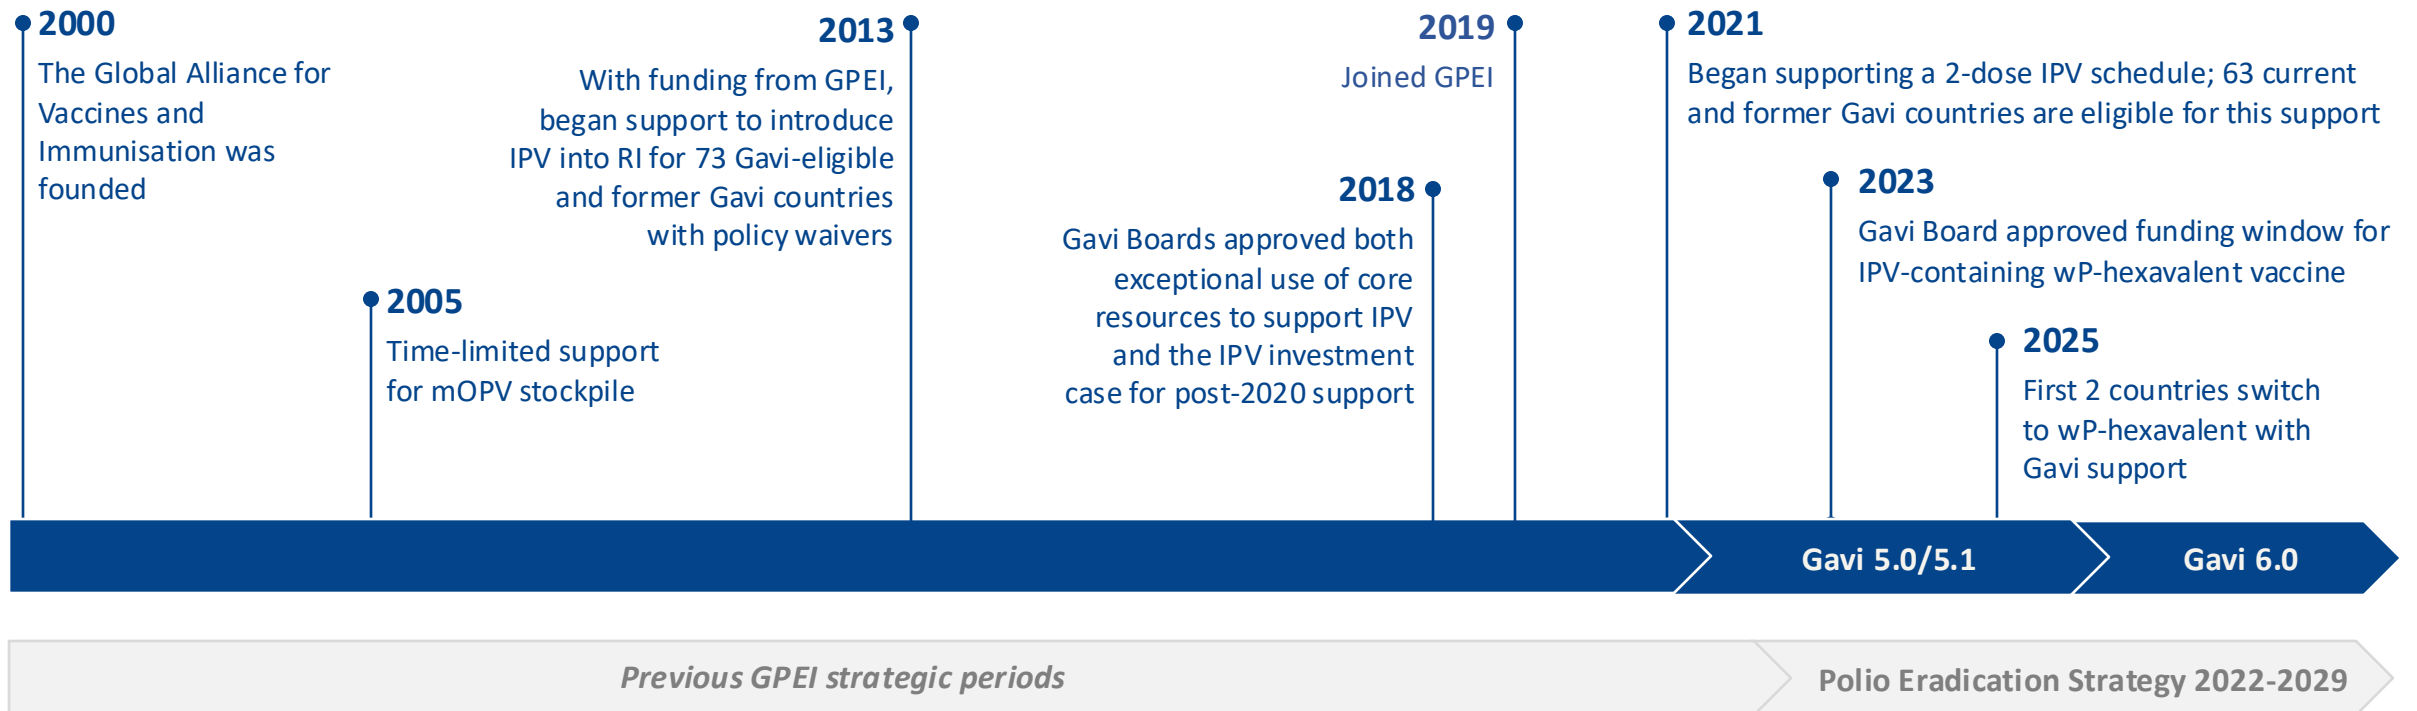 2000
The Global Alliance for
Vaccines and
Immunisation was
founded
2005
Time-limited support
for mOPV stockpile
2013
With funding from GPEI,
began support to introduce
IPV into RI for 73 Gavi-eligible
and former Gavi countries
with policy waivers
2018
Gavi Boards approved both
exceptional use of core
resources to support IPV
and the IPV investment
case for post-2020 support
2019
Joined GPEI
2021
Began supporting a 2-dose IPV schedule; 63 current
and former Gavi countries are eligible for this support
2023
Gavi Board approved funding window for
IPV-containing wP-hexavalent vaccine
2025
First 2 countries switch
to wP-hexavalent with
Gavi support
Gavi 5.0/5.1
Gavi 6.0
Previous GPEI strategic periods
Polio Eradication Strategy 2022-2029